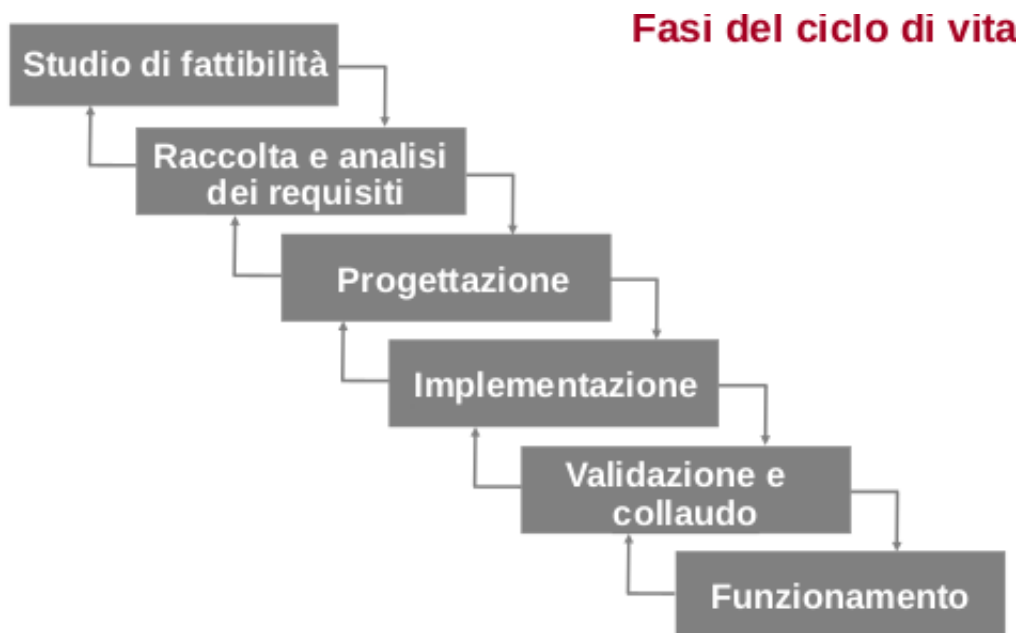 Fasi del ciclo di vita
Studio di fattibilità
Raccolta e analisi
dei requisiti
Progettazione
Implementazione
Validazione e
collaudo
Funzionamento